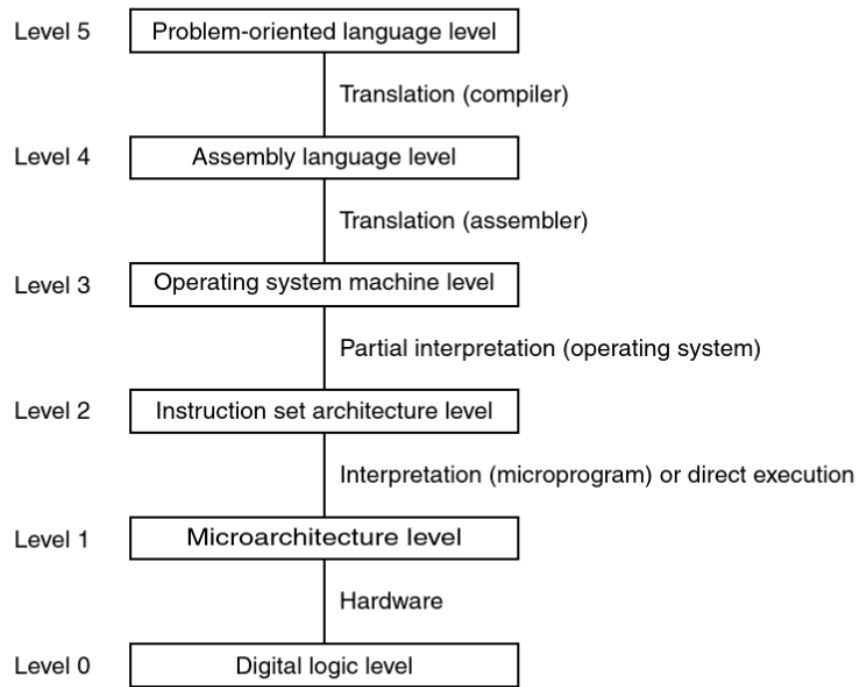 Level 5 Problem-oriented language level
Translation (compiler)
Level 4 Assembly language level
Translation (assembler)
Level 3 Operating system machine level
Partial interpretation (operating system)
Level 2 Instruction set architecture level
Interpretation (microprogram) or direct execution
Level 1 Microarchitecture level
Hardware
Level 0 Digital logic level